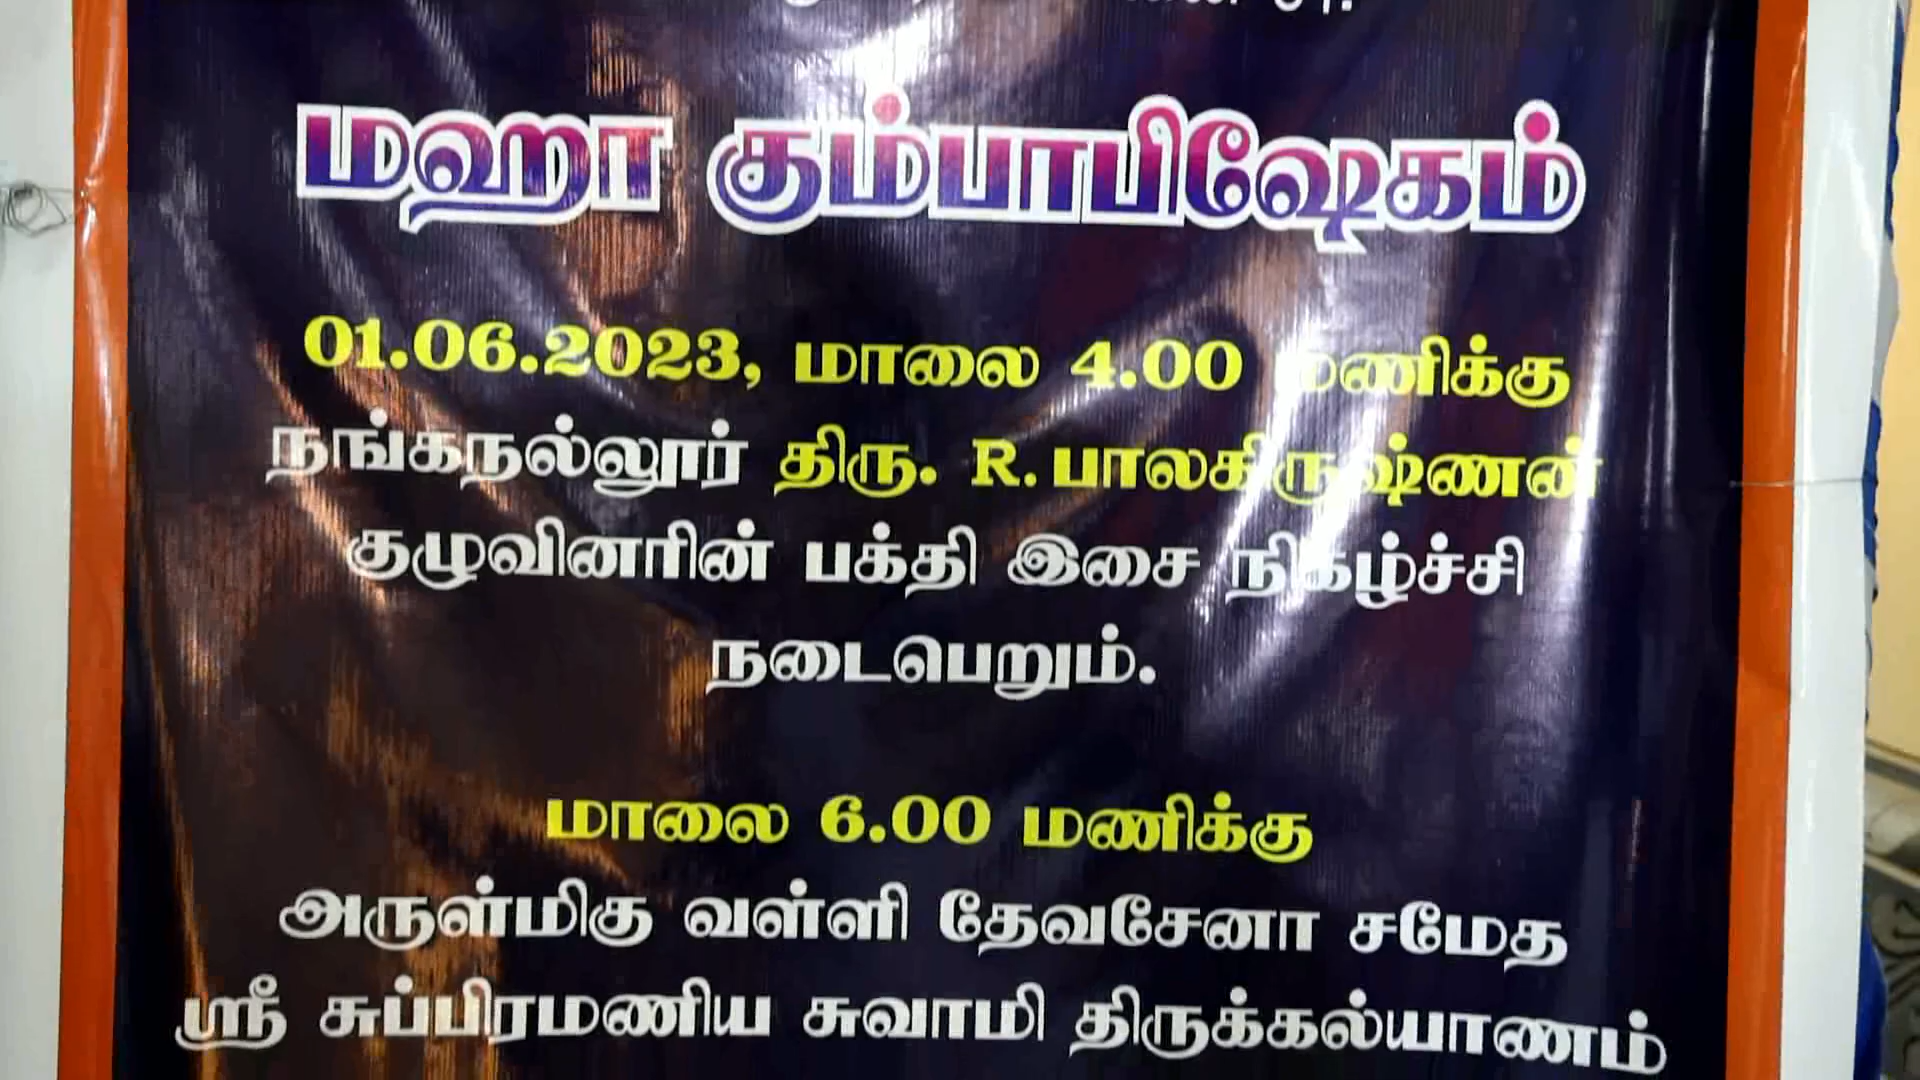 மஹா கும்பாபிஷேகம்
01.06.2023, மாலை 4.00 மணிக்கு
நங்கநல்லூர் திரு. R. பாலகிருஷ்ணன்
குழுவினரின் பக்தி இசை நிகழ்ச்சி
நடைபெறும்.
மாலை 6.00 மணிக்கு
அருள்மிகு வள்ளி தேவசேனா சமேத
ஸ்ரீ சுப்பிரமணிய சுவாமி திருக்கல்யாணம்